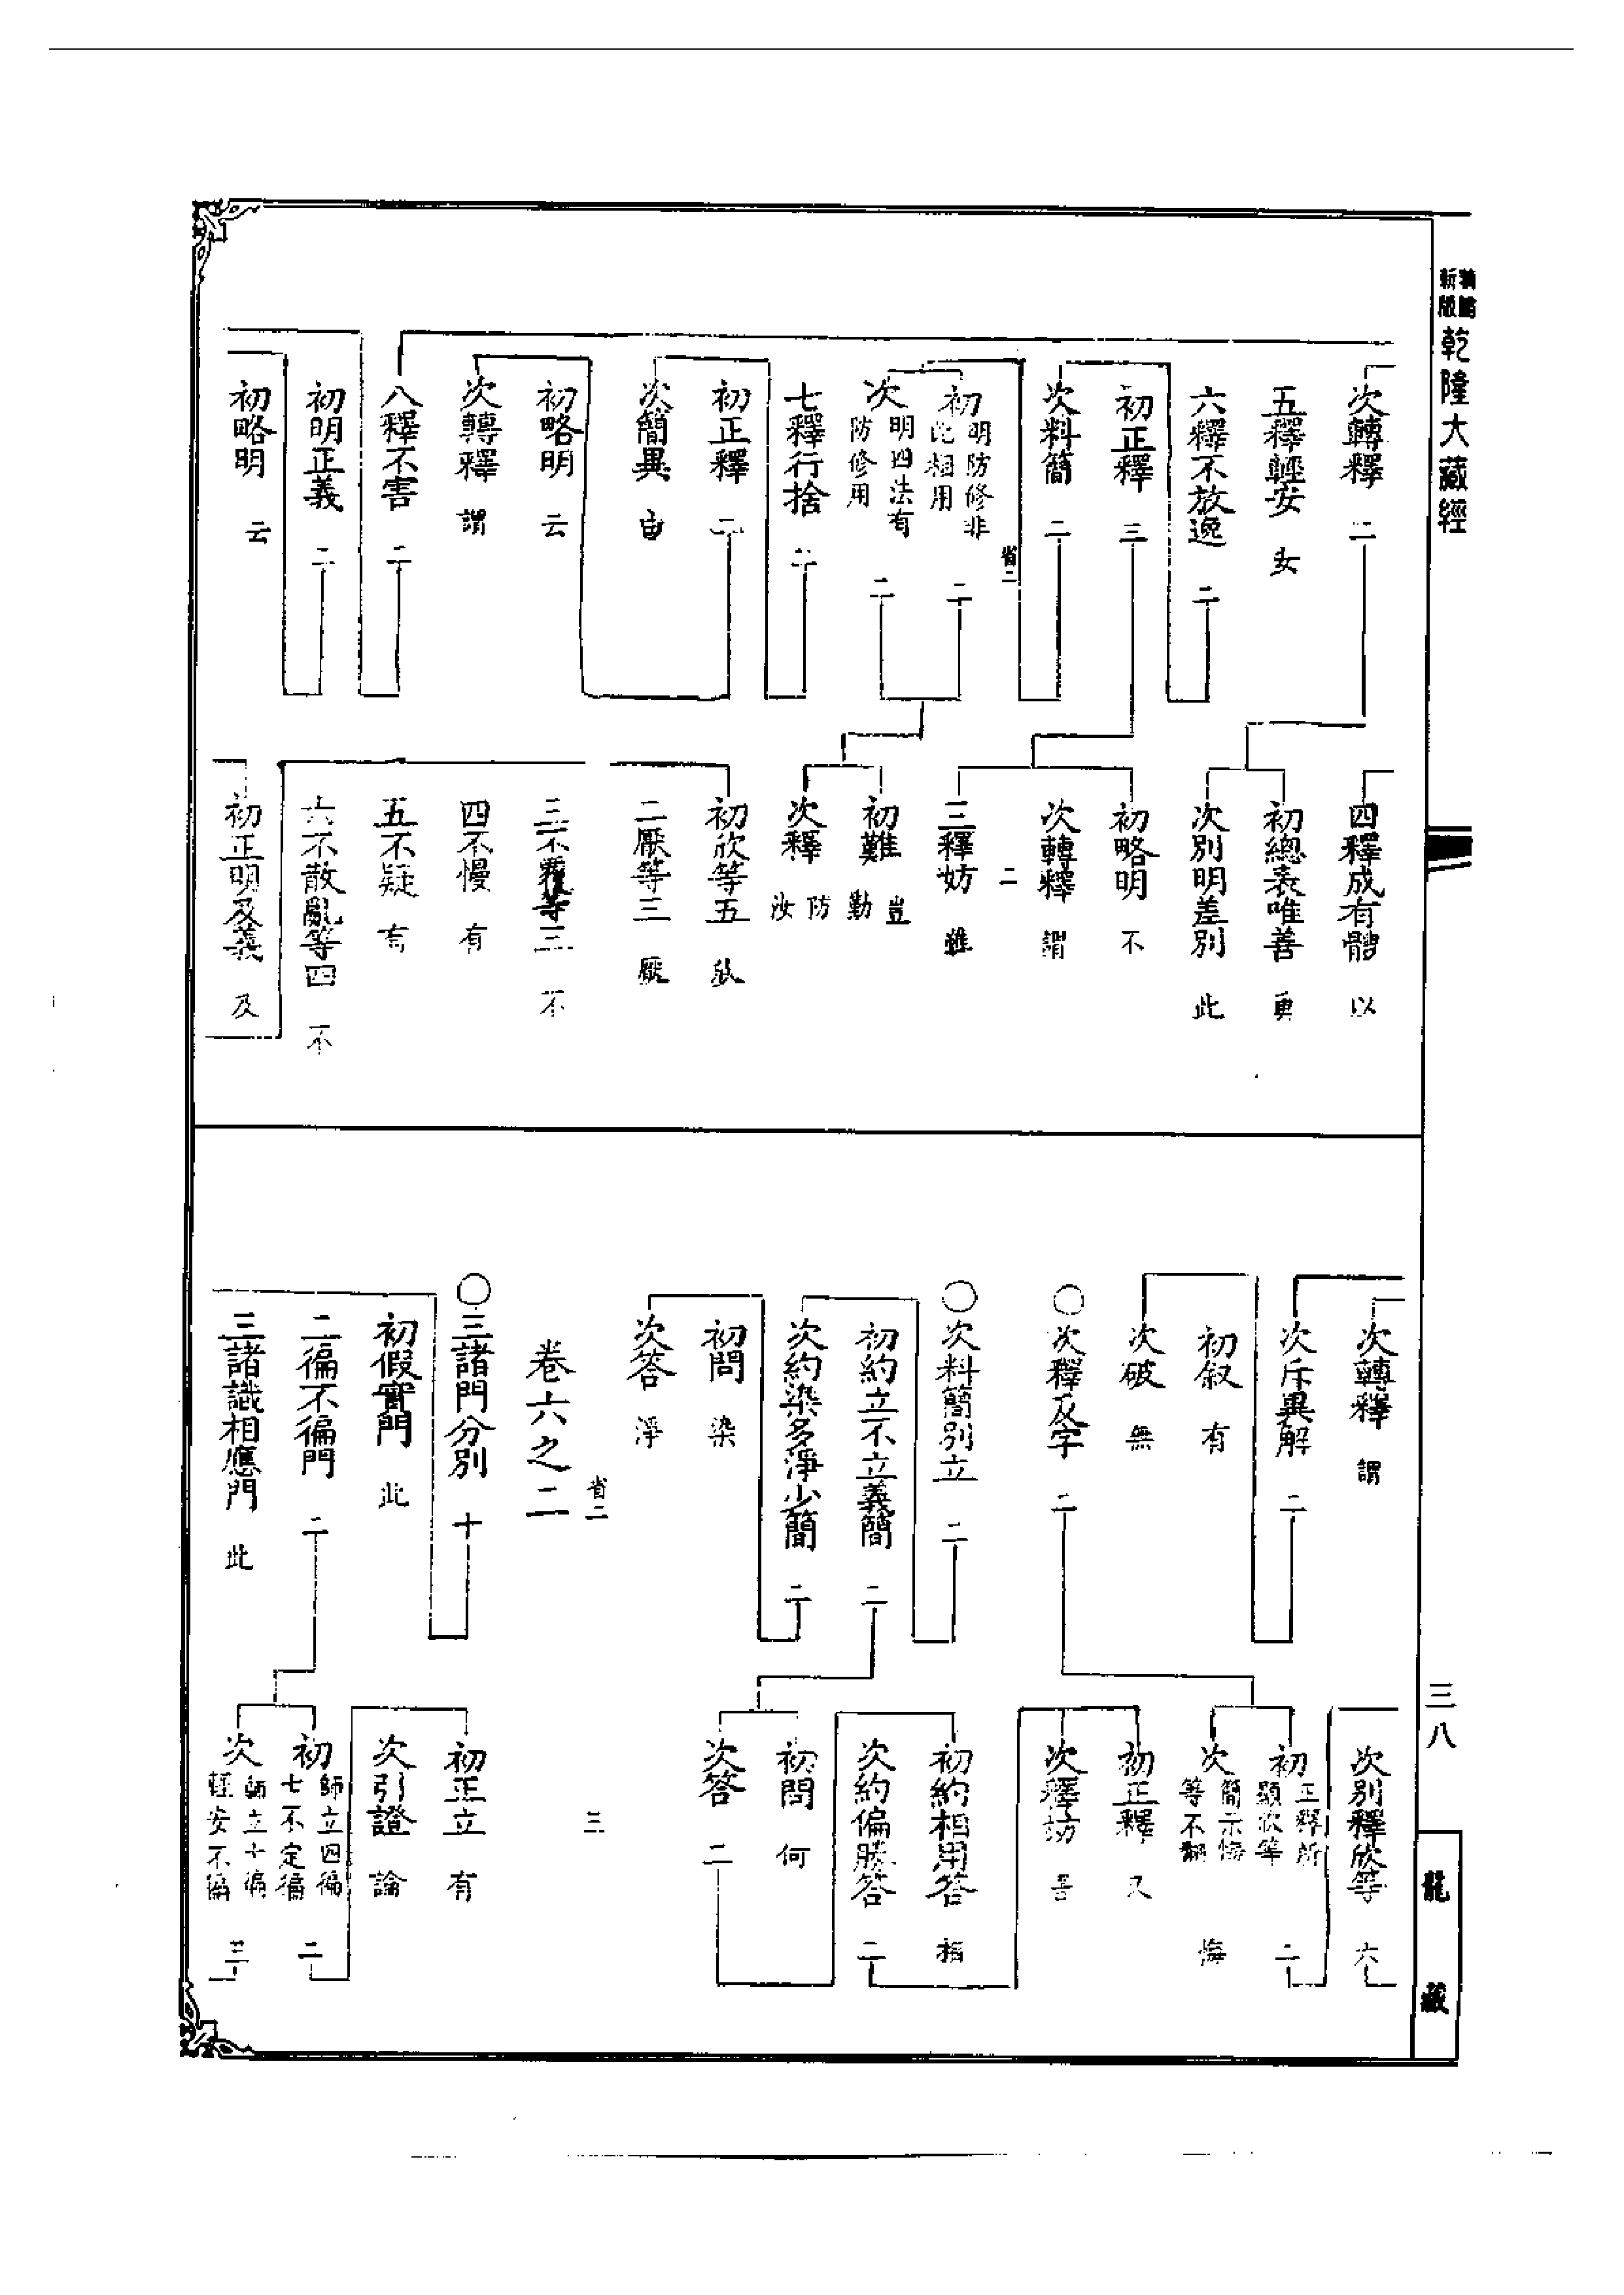 新版
精縮
乾隆大藏經
次轉釋 二
五釋輕安 安
六釋不放逸 二
初正釋 三
次料簡 二
省二
初 明防修非此相用 二
次 明四法有防修用 二
七釋行捨 二
初正釋 二
次簡異 由
初略明 云
次轉釋 謂
八釋不害 二
初明正義 二
初略明 云
四釋成有體 以
初總表唯善
次別明差別 此
初略明 不
次轉釋 謂
二
三釋妨 雖
初難 豈勤
次釋 防汝
初欣等五 欣
二厭等三 厭
三不覆等三 不
四不慢 有
五不疑 有
六不散亂等四 不
初正明及義 及
次轉釋 謂
次斥異解 二
初叙 有
次破 無
○次釋及字 二
○次料簡別立 二
初約立不立義簡 二
次約染多淨少簡 二
初問 染
次答 淨
省二
卷六之二
○三諸門分別 十
初假實門 此
二徧不徧門 二
三諸識相應門 此
次別釋欣等 六
初 正釋所顯欣等 二
次 簡示悔等不翻 悔
初正釋 又
次釋妨
初約相用答 相
次約偏勝答 二
初問 何
次答 二
三
初正立 有
次引證 論
初 師立四徧七不定徧 二
次 師立十徧輕安不徧 三
三八
龍藏